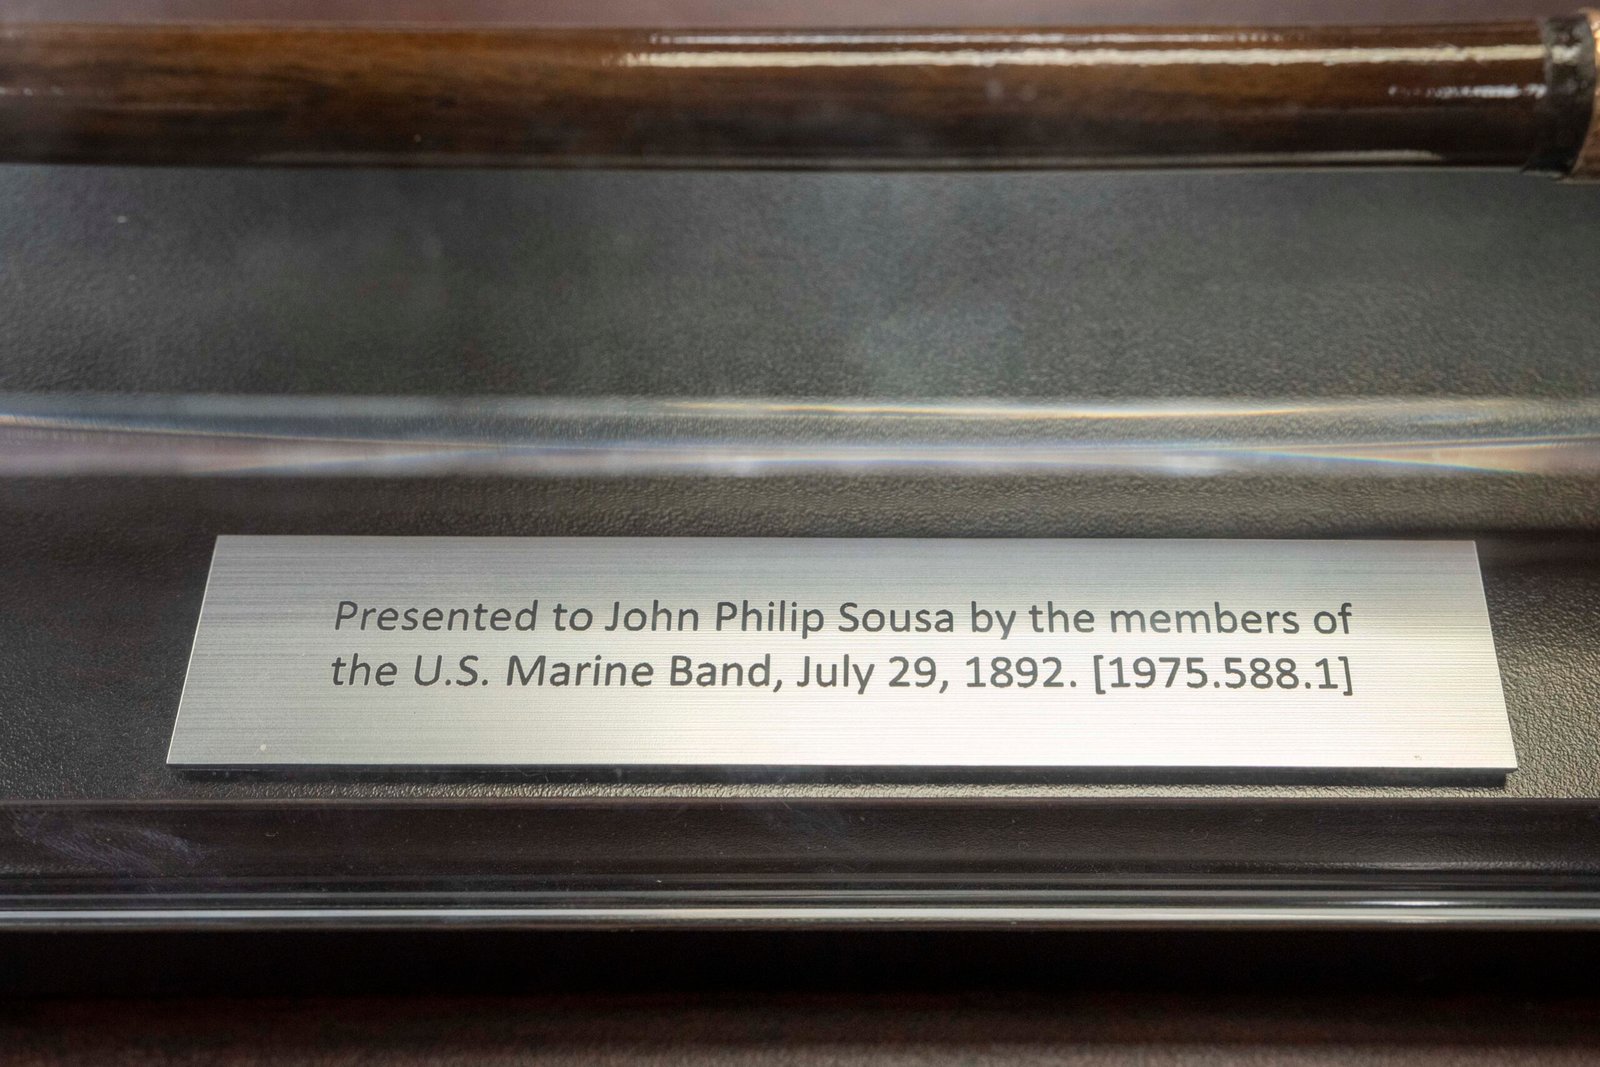 Presented to John Philip Sousa by the members of
the U.S. Marine Band, July 29, 1892. [1975.588.1]